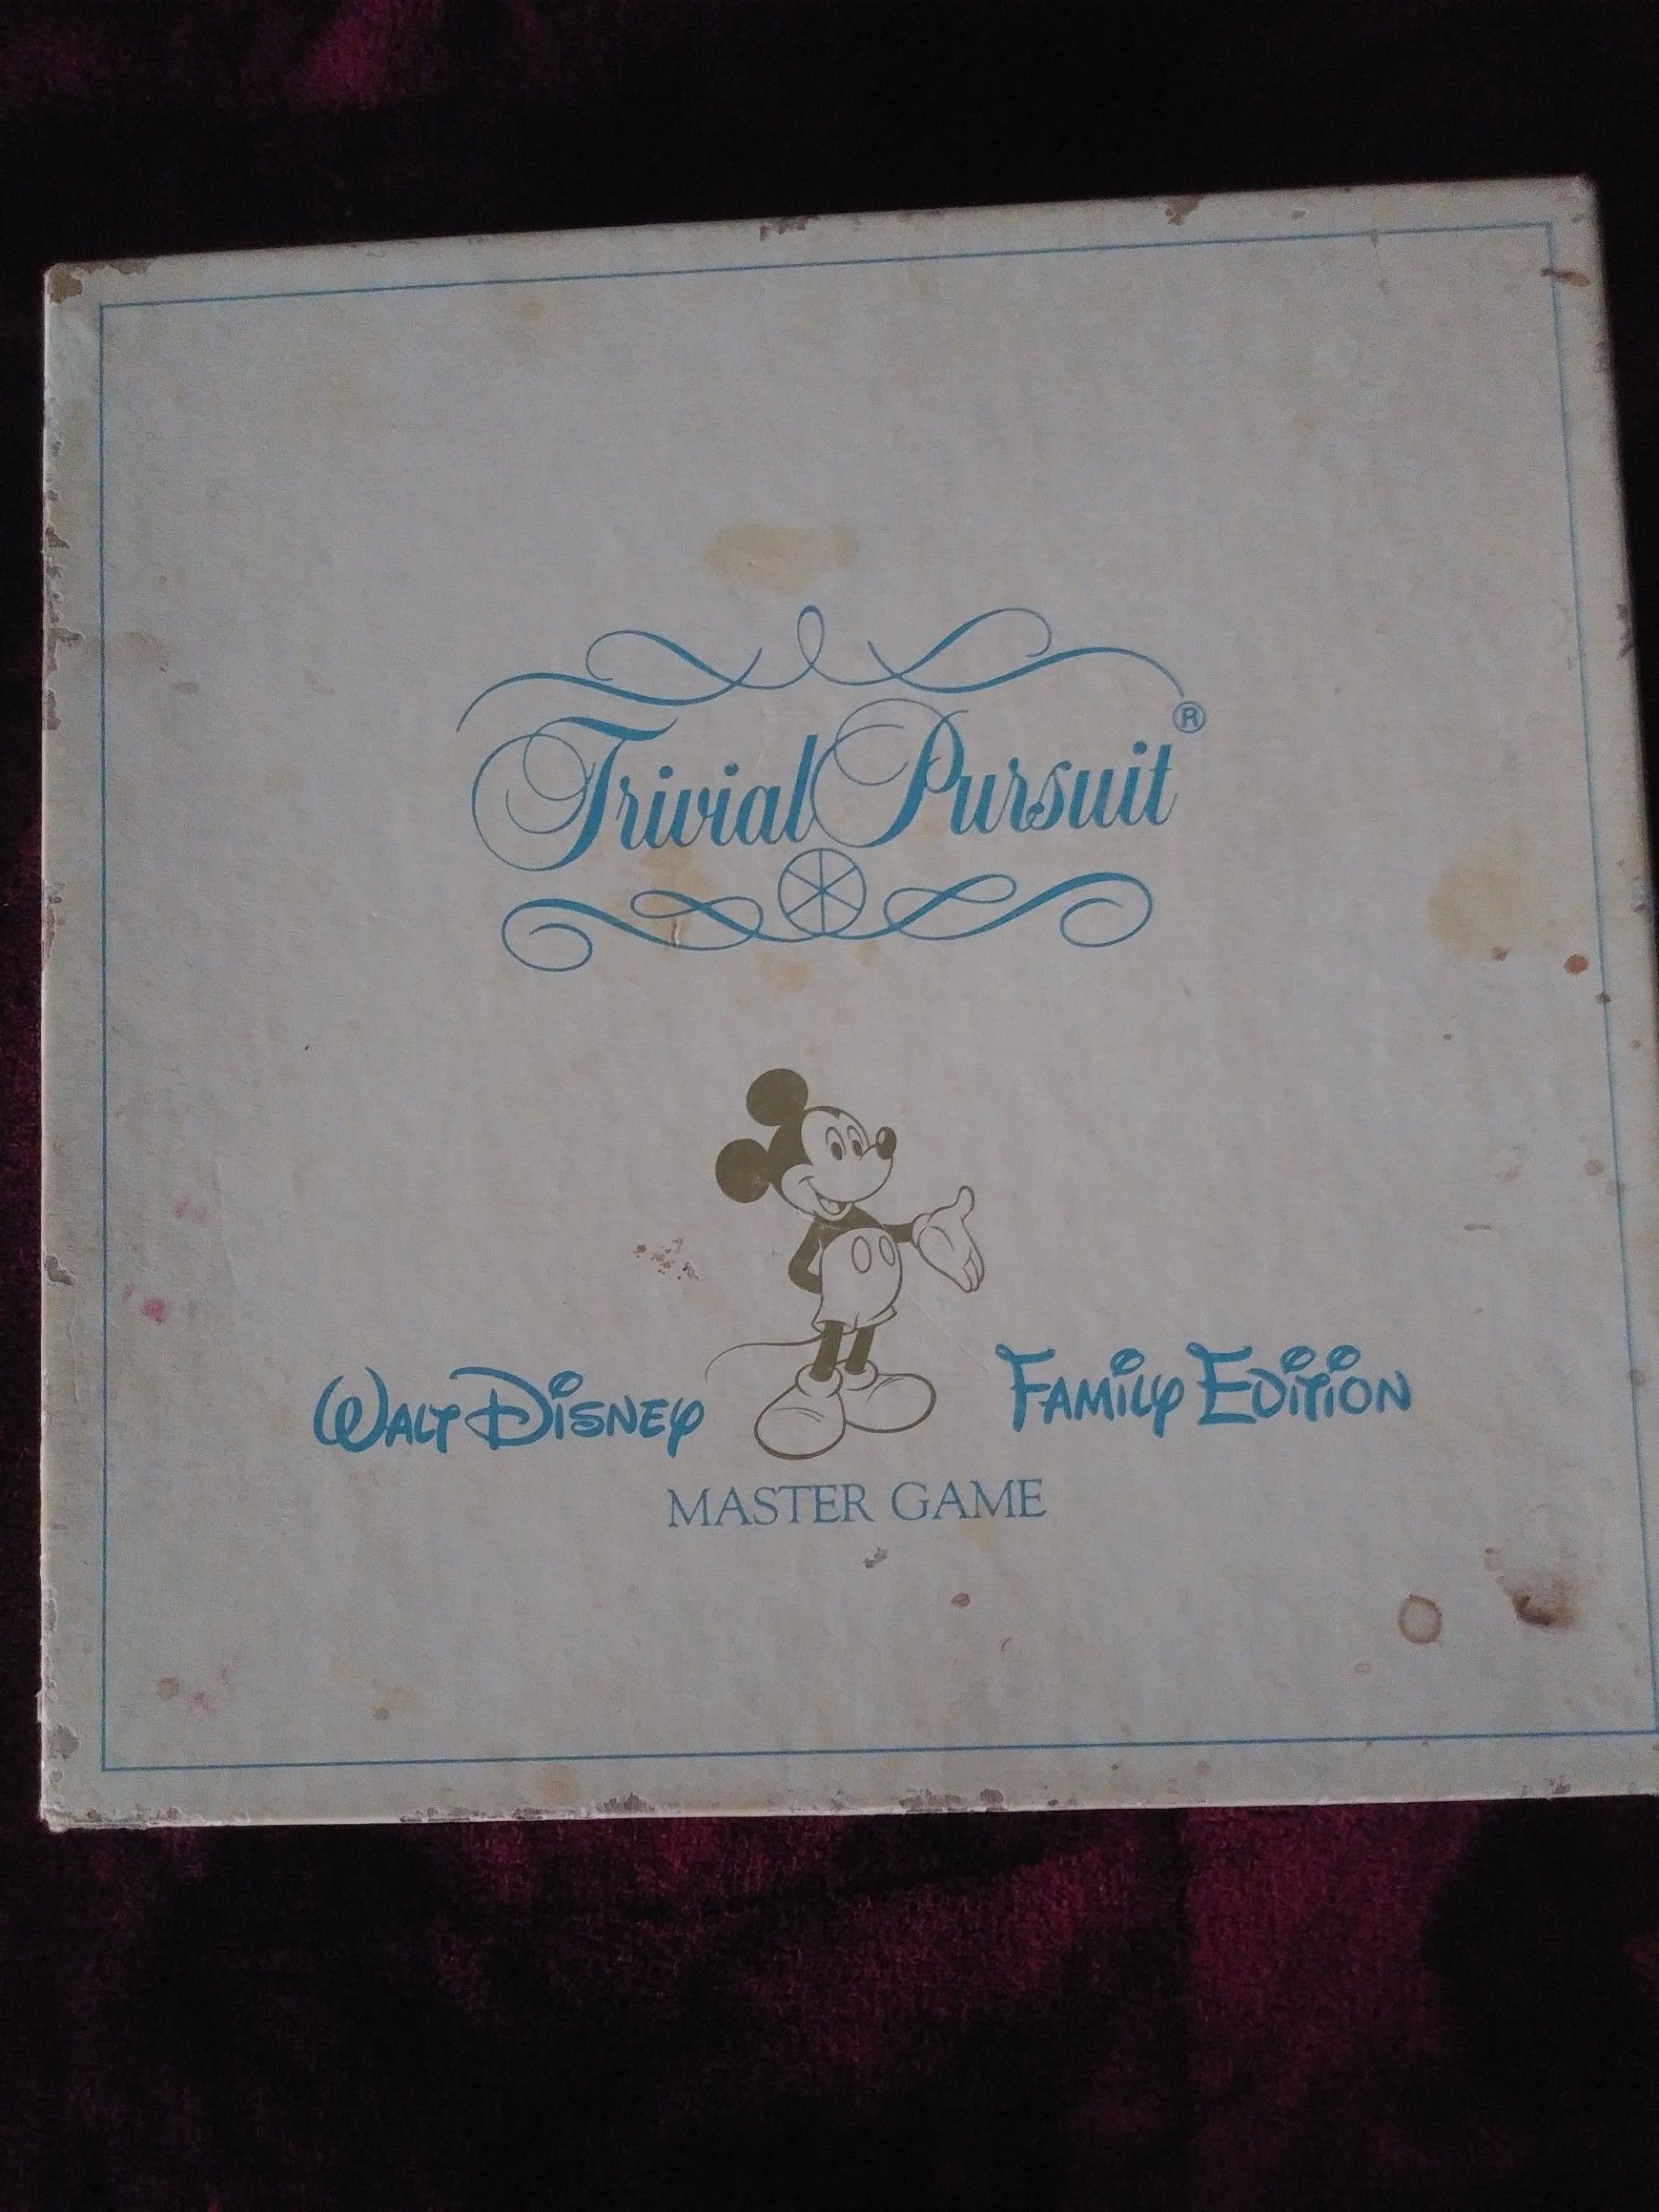 Trivial Pursuit®
Walt Disney Family Edition
MASTER GAME